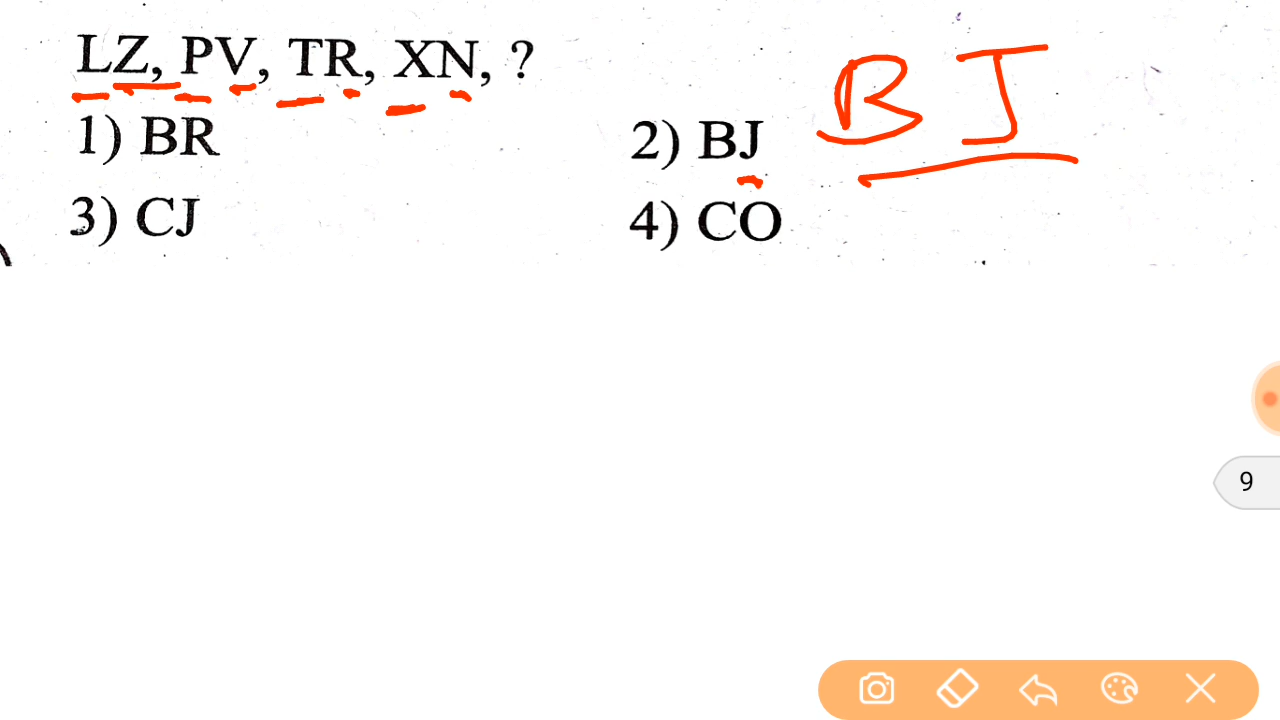 LZ, PV, TR, XN, ?
BJ
1) BR
2) BJ
3) CJ
4) CO
9